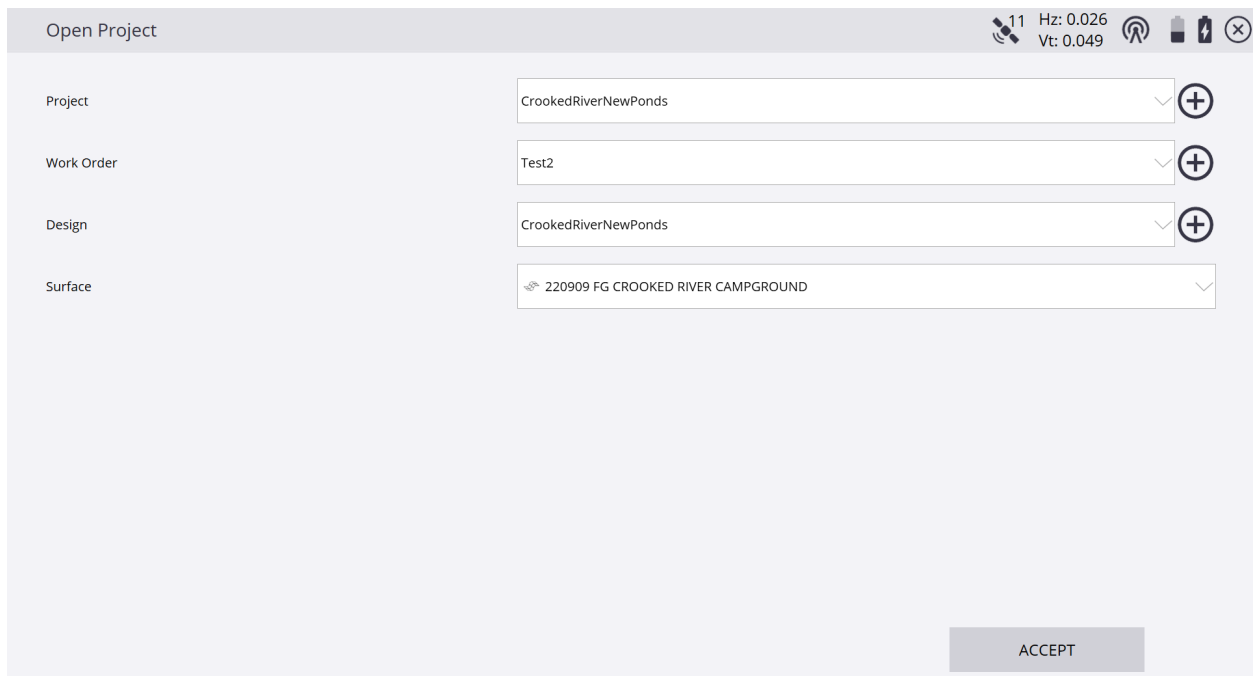 Open Project
11
Hz: 0.026
Vt: 0.049
Project
CrookedRiverNewPonds
Work Order
Test2
Design
CrookedRiverNewPonds
Surface
220909 FG CROOKED RIVER CAMPGROUND
ACCEPT